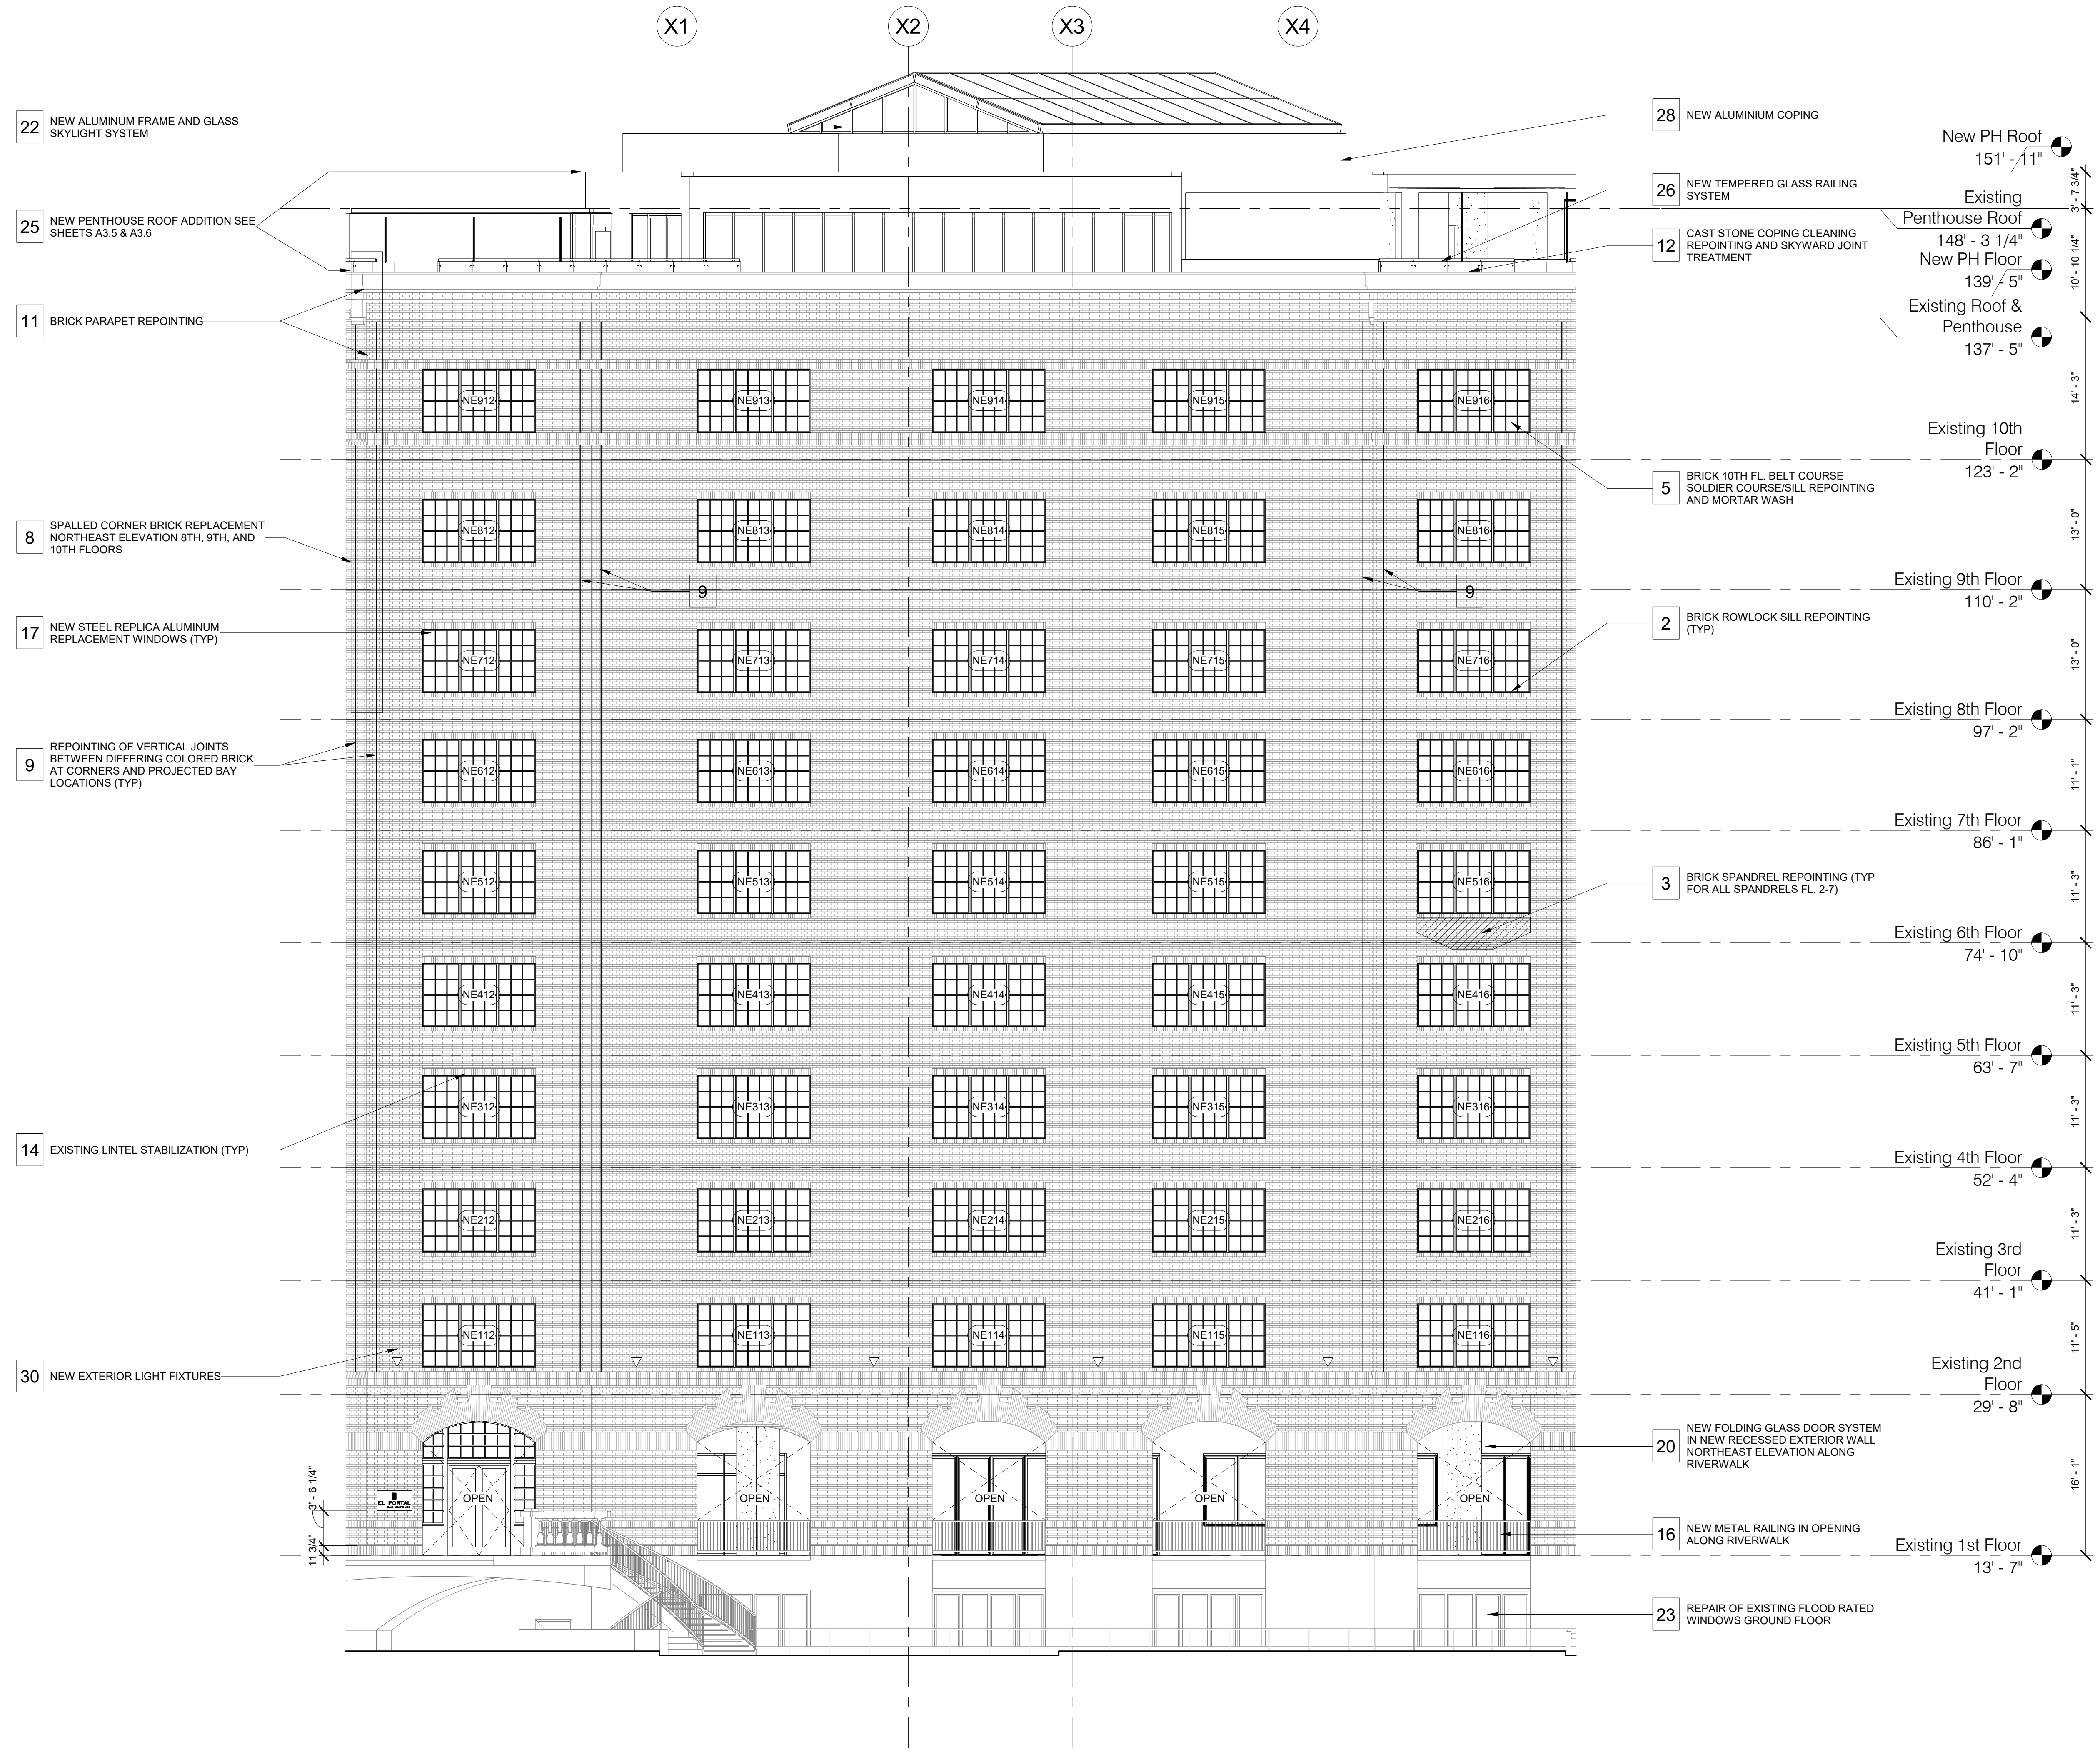 X1
X2
X3
X4
22
NEW ALUMINUM FRAME AND GLASS
SKYLIGHT SYSTEM
25
NEW PENTHOUSE ROOF ADDITION SEE
SHEETS A3.5 & A3.6
11
BRICK PARAPET REPOINTING
8
SPALLED CORNER BRICK REPLACEMENT
NORTHEAST ELEVATION 8TH, 9TH, AND
10TH FLOORS
17
NEW STEEL REPLICA ALUMINUM
REPLACEMENT WINDOWS (TYP)
9
REPOINTING OF VERTICAL JOINTS
BETWEEN DIFFERING COLORED BRICK
AT CORNERS AND PROJECTED BAY
LOCATIONS (TYP)
14
EXISTING LINTEL STABILIZATION (TYP)
30
NEW EXTERIOR LIGHT FIXTURES
3' - 6 1/4"
11 3/4"
NE912
NE913
NE914
NE915
NE916
NE812
NE813
NE814
NE815
NE816
9
9
NE712
NE713
NE714
NE715
NE716
NE612
NE613
NE614
NE615
NE616
NE512
NE513
NE514
NE515
NE516
NE412
NE413
NE414
NE415
NE416
NE312
NE313
NE314
NE315
NE316
NE212
NE213
NE214
NE215
NE216
NE112
NE113
NE114
NE115
NE116
EL PORTAL
SAN ANTONIO
OPEN
OPEN
OPEN
OPEN
OPEN
28
NEW ALUMINIUM COPING
26
NEW TEMPERED GLASS RAILING
SYSTEM
12
CAST STONE COPING CLEANING
REPOINTING AND SKYWARD JOINT
TREATMENT
5
BRICK 10TH FL. BELT COURSE
SOLDIER COURSE/SILL REPOINTING
AND MORTAR WASH
2
BRICK ROWLOCK SILL REPOINTING
(TYP)
3
BRICK SPANDREL REPOINTING (TYP
FOR ALL SPANDRELS FL. 2-7)
20
NEW FOLDING GLASS DOOR SYSTEM
IN NEW RECESSED EXTERIOR WALL
NORTHEAST ELEVATION ALONG
RIVERWALK
16
NEW METAL RAILING IN OPENING
ALONG RIVERWALK
23
REPAIR OF EXISTING FLOOD RATED
WINDOWS GROUND FLOOR
New PH Roof
151' - 11"
Existing
Penthouse Roof
148' - 3 1/4"
New PH Floor
139' - 5"
Existing Roof &
Penthouse
137' - 5"
Existing 10th
Floor
123' - 2"
Existing 9th Floor
110' - 2"
Existing 8th Floor
97' - 2"
Existing 7th Floor
86' - 1"
Existing 6th Floor
74' - 10"
Existing 5th Floor
63' - 7"
Existing 4th Floor
52' - 4"
Existing 3rd
Floor
41' - 1"
Existing 2nd
Floor
29' - 8"
Existing 1st Floor
13' - 7"
3' - 7 3/4"
10' - 10 1/4"
14' - 3"
13' - 0"
13' - 0"
11' - 1"
11' - 3"
11' - 3"
11' - 3"
11' - 3"
11' - 5"
16' - 1"